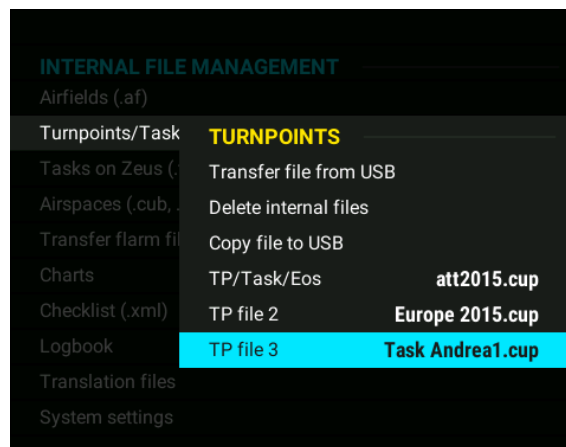 INTERNAL FILE MANAGEMENT
Airfields (.af)
Turnpoints/Task
TURNPOINTS
Tasks on Zeus (.
Transfer file from USB
Airspaces (.cub, .
Delete internal files
Transfer flarm fil
Copy file to USB
Charts
TP/Task/Eos att2015.cup
Checklist (.xml)
TP file 2 Europe 2015.cup
Logbook
TP file 3 Task Andrea1.cup
Translation files
System settings